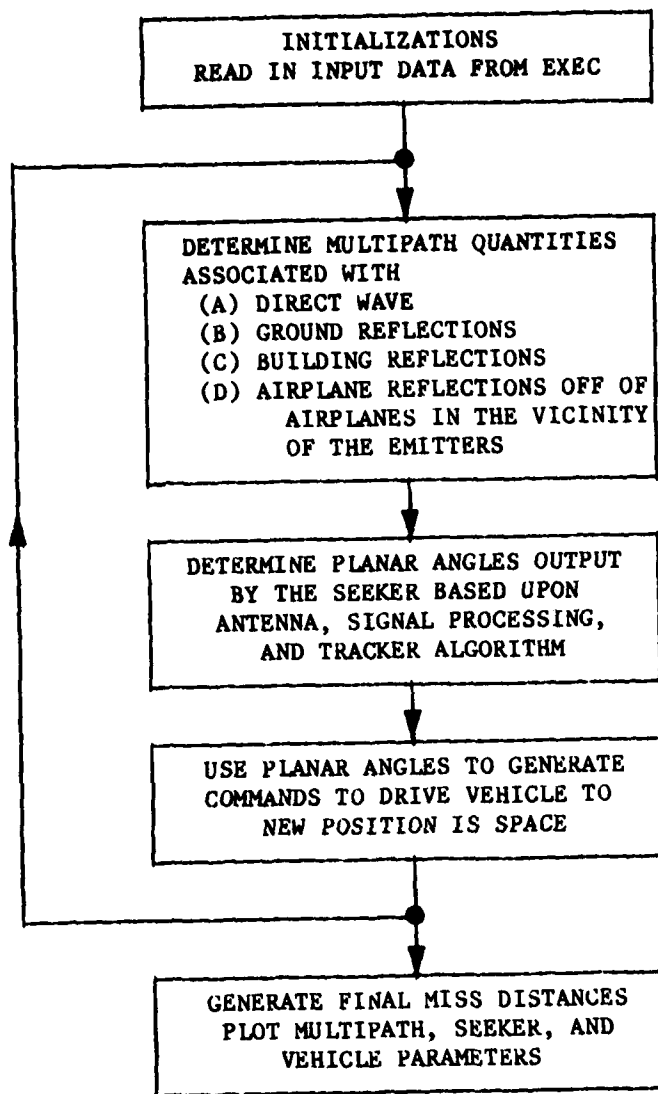 INITIALIZATIONS
READ IN INPUT DATA FROM EXEC
DETERMINE MULTIPATH QUANTITIES
ASSOCIATED WITH
(A) DIRECT WAVE
(B) GROUND REFLECTIONS
(C) BUILDING REFLECTIONS
(D) AIRPLANE REFLECTIONS OFF OF
AIRPLANES IN THE VICINITY
OF THE EMITTERS
DETERMINE PLANAR ANGLES OUTPUT
BY THE SEEKER BASED UPON
ANTENNA, SIGNAL PROCESSING,
AND TRACKER ALGORITHM
USE PLANAR ANGLES TO GENERATE
COMMANDS TO DRIVE VEHICLE TO
NEW POSITION IS SPACE
GENERATE FINAL MISS DISTANCES
PLOT MULTIPATH, SEEKER, AND
VEHICLE PARAMETERS